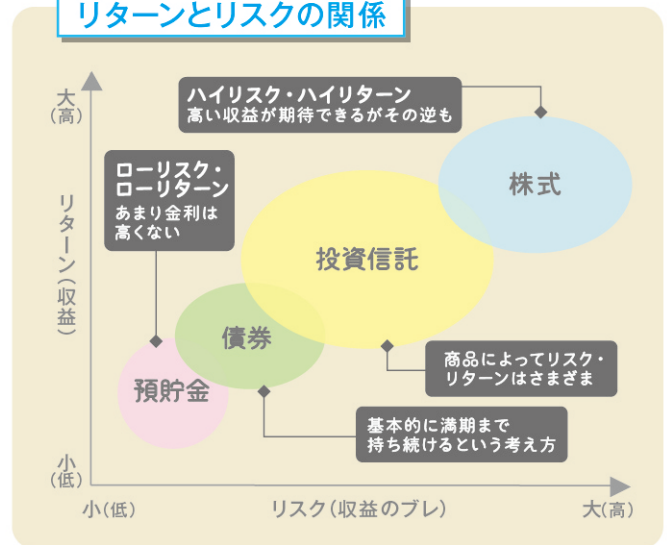 リターンとリスクの関係
大
(高)
ハイリスク・ハイリターン
高い収益が期待できるがその逆も
ローリスク・
ローリターン
あまり金利は
高くない
株式
リターン(収益)
投資信託
債券
預貯金
商品によってリスク・
リターンはさまざま
基本的に満期まで
持ち続けるという考え方
小
(低)
小(低)
リスク(収益のブレ)
大(高)